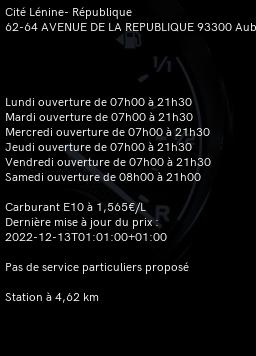 Cité Lénine- République
62-64 AVENUE DE LA REPUBLIQUE 93300 Aub
Lundi ouverture de 07h00 à 21h30
Mardi ouverture de 07h00 à 21h30
Mercredi ouverture de 07h00 à 21h30
Jeudi ouverture de 07h00 à 21h30
Vendredi ouverture de 07h00 à 21h30
Samedi ouverture de 08h00 à 21h00
Carburant E10 à 1,565€/L
Dernière mise à jour du prix :
2022-12-13T01:01:00+01:00
Pas de service particuliers proposé
Station à 4,62 km
1/1
R